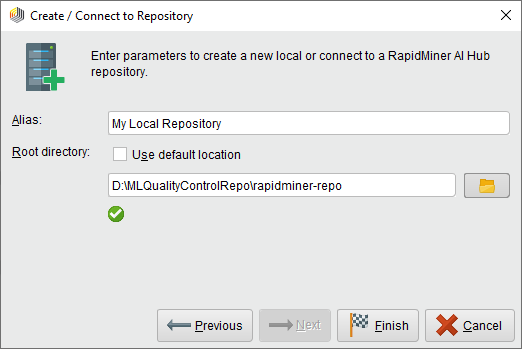 Create / Connect to Repository
Enter parameters to create a new local or connect to a RapidMiner AI Hub
repository.
Alias:
My Local Repository
Root directory:
Use default location
D:\MLQualityControlRepo\rapidminer-repo
Previous
Next
Finish
Cancel